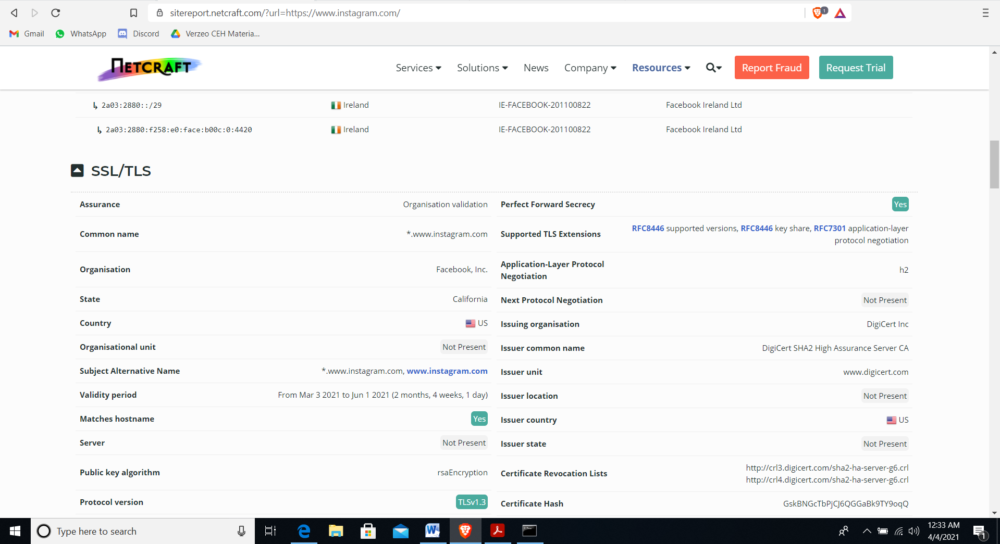 sitereport.netcraft.com/?url=https://www.instagram.com/
1
Gmail WhatsApp Discord Verzeo CEH Materia...
NETCRAFT
Services Solutions News Company Resources Report Fraud Request Trial
↳ 2a03:2880::/29 Ireland IE-FACEBOOK-201100822 Facebook Ireland Ltd
↳ 2a03:2880:f258:e0:face:b00c:0:4420 Ireland IE-FACEBOOK-201100822 Facebook Ireland Ltd
SSL/TLS
Assurance Organisation validation
Common name *.www.instagram.com
Organisation Facebook, Inc.
State California
Country US
Organisational unit Not Present
Subject Alternative Name *.www.instagram.com, www.instagram.com
Validity period From Mar 3 2021 to Jun 1 2021 (2 months, 4 weeks, 1 day)
Matches hostname Yes
Server Not Present
Public key algorithm rsaEncryption
Protocol version TLSv1.3
Perfect Forward Secrecy Yes
Supported TLS Extensions RFC8446 supported versions, RFC8446 key share, RFC7301 application-layer
protocol negotiation
Application-Layer Protocol
Negotiation h2
Next Protocol Negotiation Not Present
Issuing organisation DigiCert Inc
Issuer common name DigiCert SHA2 High Assurance Server CA
Issuer unit www.digicert.com
Issuer location Not Present
Issuer country US
Issuer state Not Present
Certificate Revocation Lists http://crl3.digicert.com/sha2-ha-server-g6.crl
http://crl4.digicert.com/sha2-ha-server-g6.crl
Certificate Hash GskBNGcTbPjCJ6QGGaBk9TY9oqQ
Type here to search
12:33 AM
4/4/2021
1